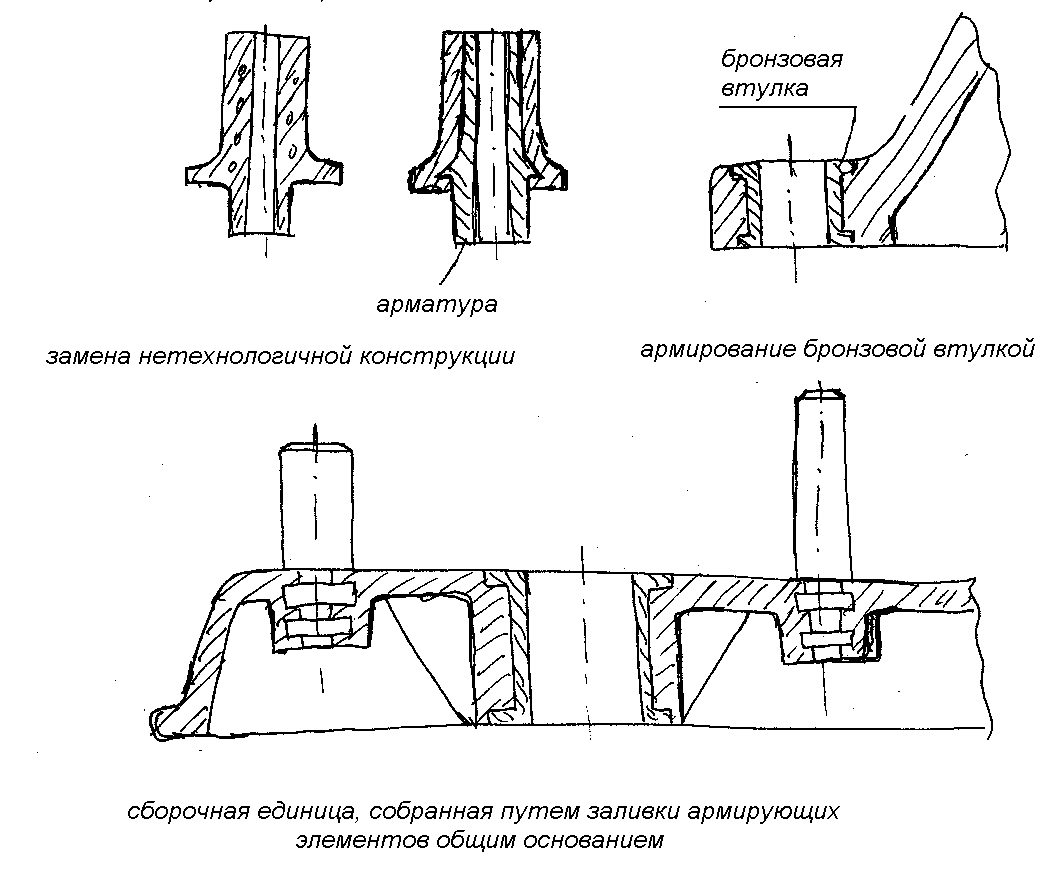 бронзовая
втулка
арматура
замена нетехнологичной конструкции
армирование бронзовой втулкой
сборочная единица, собранная путем заливки армирующих
элементов общим основанием